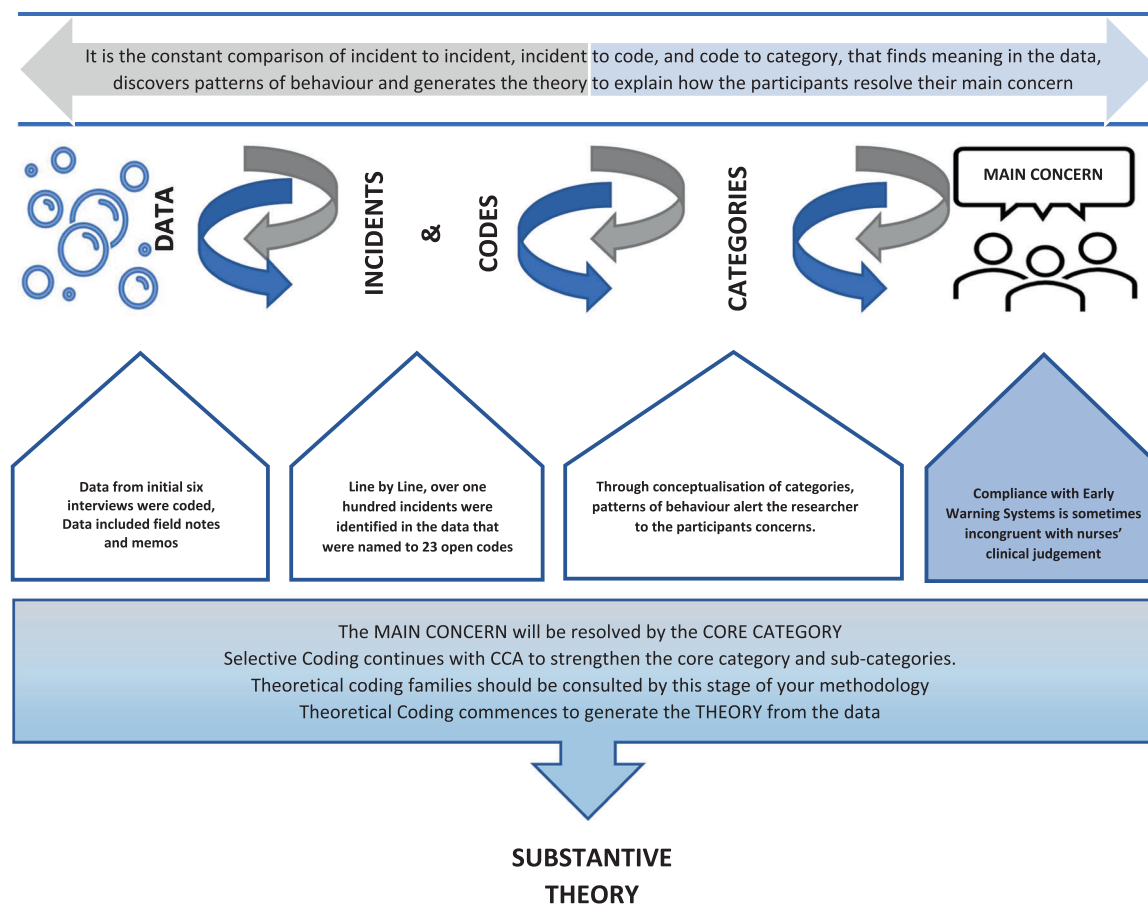 It is the constant comparison of incident to incident, incident to code, and code to category, that finds meaning in the data,
discovers patterns of behaviour and generates the theory to explain how the participants resolve their main concern
DATA
INCIDENTS
&
CODES
CATEGORIES
MAIN CONCERN
Data from initial six
interviews were coded,
Data included field notes
and memos
Line by Line, over one
hundred incidents were
identified in the data that
were named to 23 open codes
Through conceptualisation of categories,
patterns of behaviour alert the researcher
to the participants concerns.
Compliance with Early
Warning Systems is sometimes
incongruent with nurses’
clinical judgement
The MAIN CONCERN will be resolved by the CORE CATEGORY
Selective Coding continues with CCA to strengthen the core category and sub-categories.
Theoretical coding families should be consulted by this stage of your methodology
Theoretical Coding commences to generate the THEORY from the data
SUBSTANTIVE
THEORY